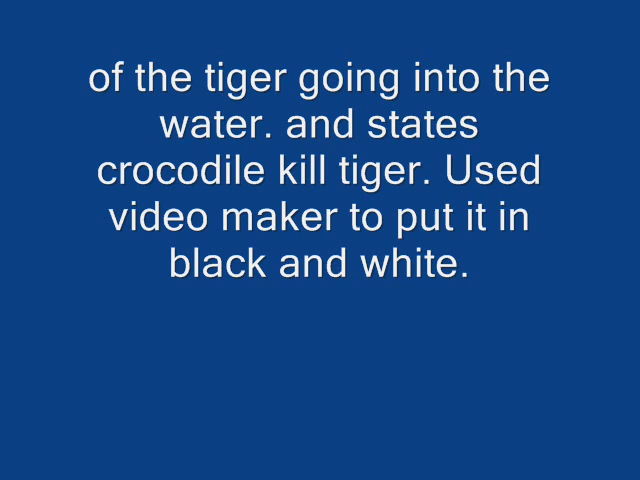 of the tiger going into the
water. and states
crocodile kill tiger. Used
video maker to put it in
black and white.